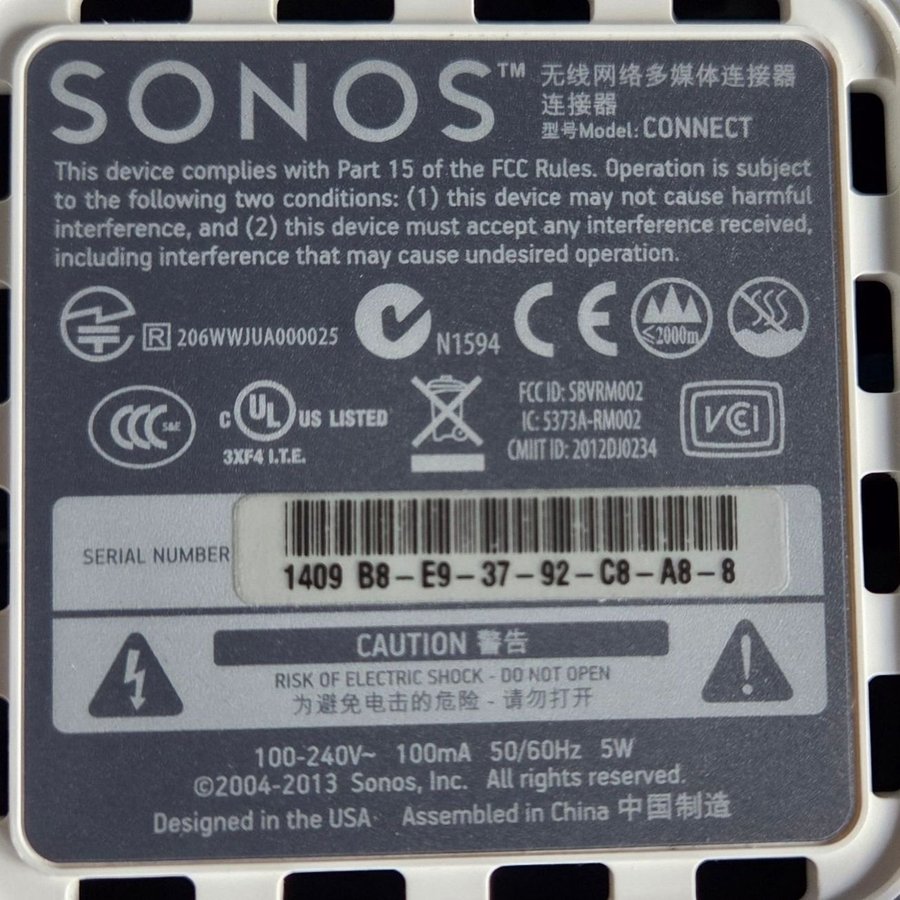 SONOS™ 无线网络多媒体连接器
连接器
型号Model: CONNECT
This device complies with Part 15 of the FCC Rules. Operation is subject
to the following two conditions: (1) this device may not cause harmful
interference, and (2) this device must accept any interference received,
including interference that may cause undesired operation.
R 206WWJUA000025
N1594
CE
≤2000m
CCC S&E
C UL US LISTED
3XF4 I.T.E.
FCC ID: SBVRM002
IC: 5373A-RM002
CMIIT ID: 2012DJ0234
VCI
SERIAL NUMBER
1409 B8-E9-37-92-C8-A8-8
CAUTION 警告
RISK OF ELECTRIC SHOCK - DO NOT OPEN
为避免电击的危险 - 请勿打开
100-240V~ 100mA 50/60Hz 5W
©2004-2013 Sonos, Inc. All rights reserved.
Designed in the USA Assembled in China 中国制造